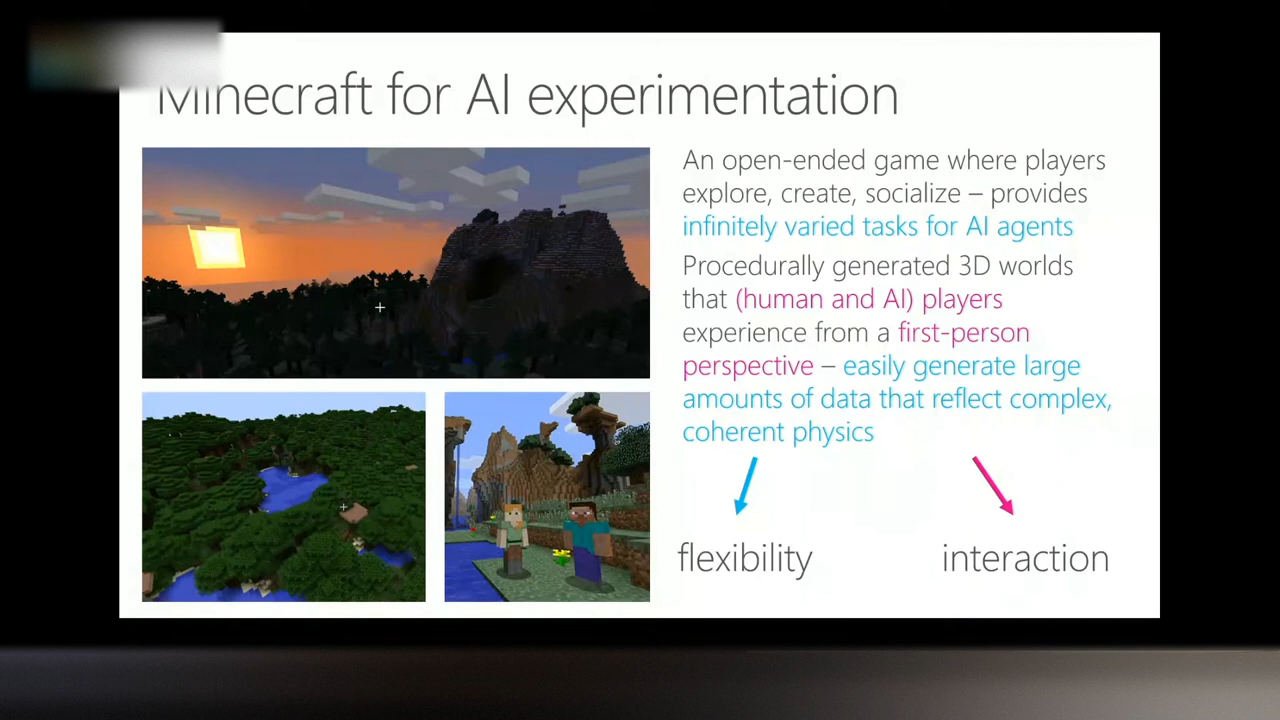 Minecraft for AI experimentation
An open-ended game where players
explore, create, socialize – provides
infinitely varied tasks for AI agents
Procedurally generated 3D worlds
that (human and AI) players
experience from a first-person
perspective – easily generate large
amounts of data that reflect complex,
coherent physics
flexibility
interaction